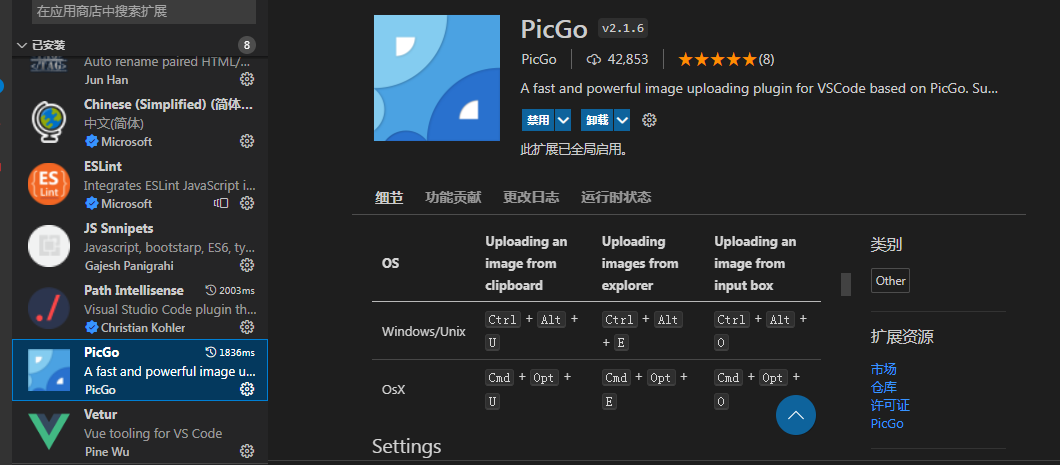 在应用商店中搜索扩展
已安装
8
Auto rename paired HTML/...
Jun Han
Chinese (Simplified) (简体...
中文(简体)
Microsoft
ES
Lint
ESLint
Integrates ESLint JavaScript i...
Microsoft
JS Snnipets
Javascript, bootstarp, ES6, ty...
Gajesh Panigrahi
Path Intellisense
2003ms
Visual Studio Code plugin th...
Christian Kohler
PicGo
1836ms
A fast and powerful image u...
PicGo
Vetur
Vue tooling for VS Code
Pine Wu
PicGo v2.1.6
PicGo
42,853
(8)
A fast and powerful image uploading plugin for VSCode based on PicGo. Su...
禁用
卸载
此扩展已全局启用。
细节 功能贡献 更改日志 运行时状态
OS
Uploading an
image from
clipboard
Uploading
images from
explorer
Uploading an
image from
input box
Windows/Unix
Ctrl + Alt +
U
Ctrl + Alt
+ E
Ctrl + Alt +
O
OsX
Cmd + Opt +
U
Cmd + Opt +
E
Cmd + Opt +
O
Settings
类别
Other
扩展资源
市场
仓库
许可证
PicGo